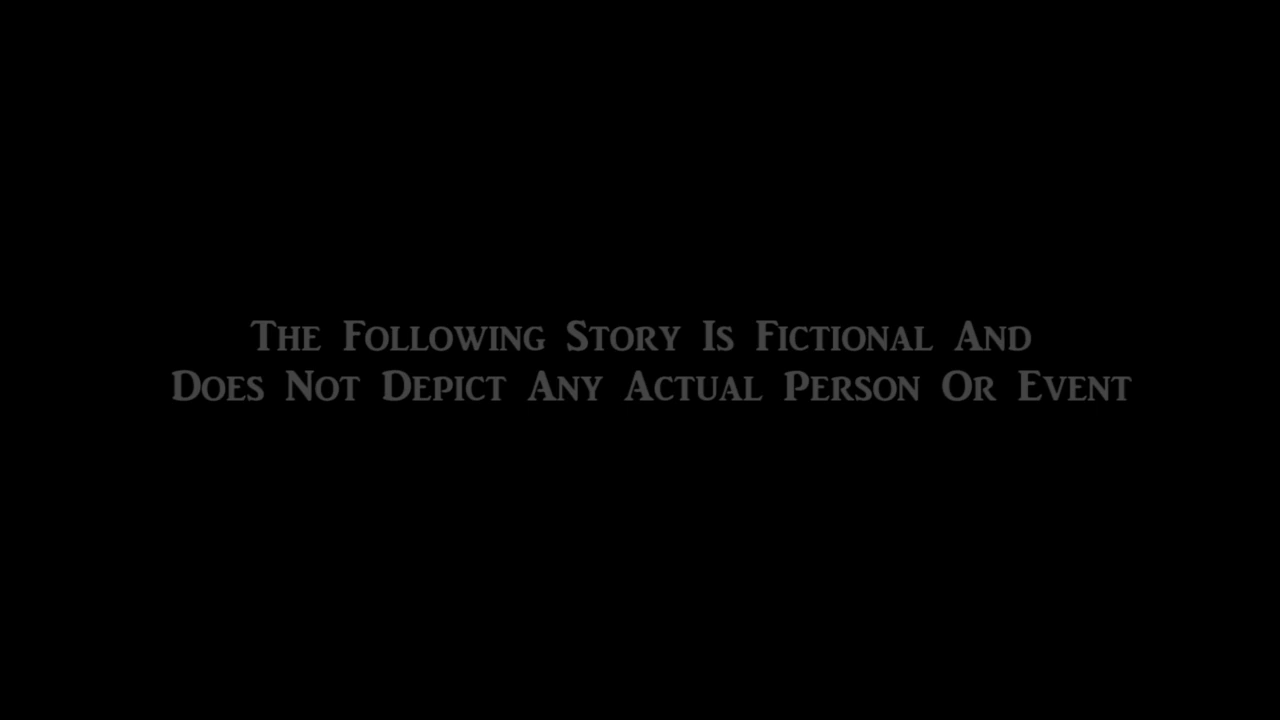 The Following Story Is Fictional And
Does Not Depict Any Actual Person Or Event